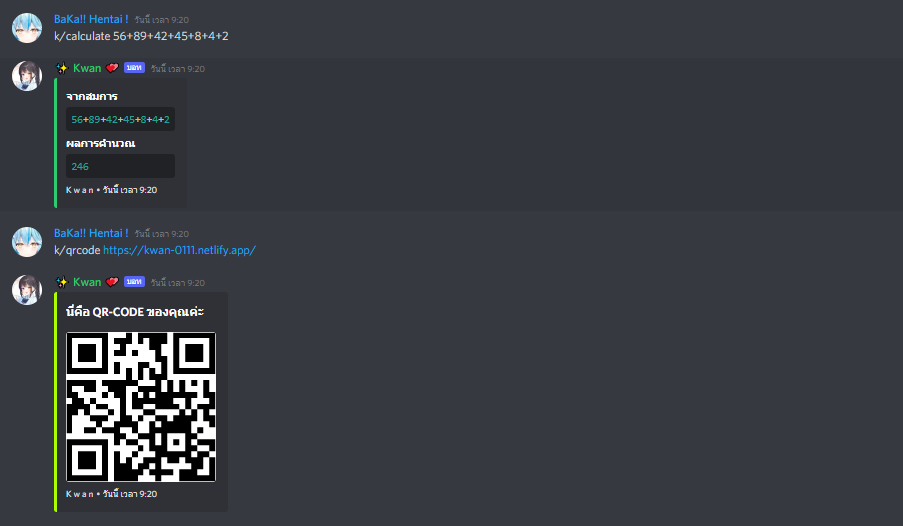 BaKa!! Hentai ! วันนี้ เวลา 9:20
k/calculate 56+89+42+45+8+4+2
Kwan บอท วันนี้ เวลา 9:20
จากสมการ
56+89+42+45+8+4+2
ผลการคำนวณ
246
K w a n • วันนี้ เวลา 9:20
BaKa!! Hentai ! วันนี้ เวลา 9:20
k/qrcode https://kwan-0111.netlify.app/
Kwan บอท วันนี้ เวลา 9:20
นี่คือ QR-CODE ของคุณค่ะ
K w a n • วันนี้ เวลา 9:20